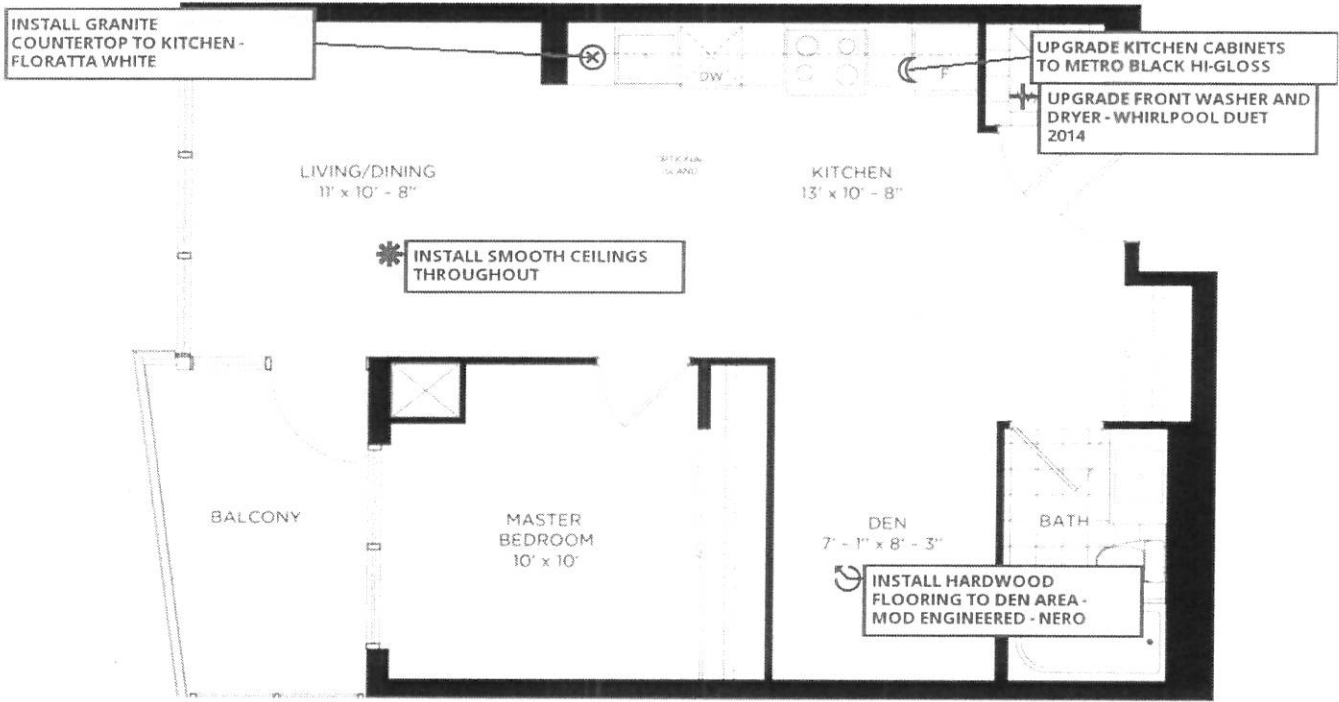 INSTALL GRANITE
COUNTERTOP TO KITCHEN -
FLORATTA WHITE
DW
F
UPGRADE KITCHEN CABINETS
TO METRO BLACK HI-GLOSS
UPGRADE FRONT WASHER AND
DRYER - WHIRLPOOL DUET
2014
LIVING/DINING
11' x 10' - 8"
OPTIONAL
ISLAND
KITCHEN
13' x 10' - 8"
INSTALL SMOOTH CEILINGS
THROUGHOUT
BALCONY
MASTER
BEDROOM
10' x 10'
DEN
7' - 1" x 8' - 3"
BATH
INSTALL HARDWOOD
FLOORING TO DEN AREA -
MOD ENGINEERED - NERO